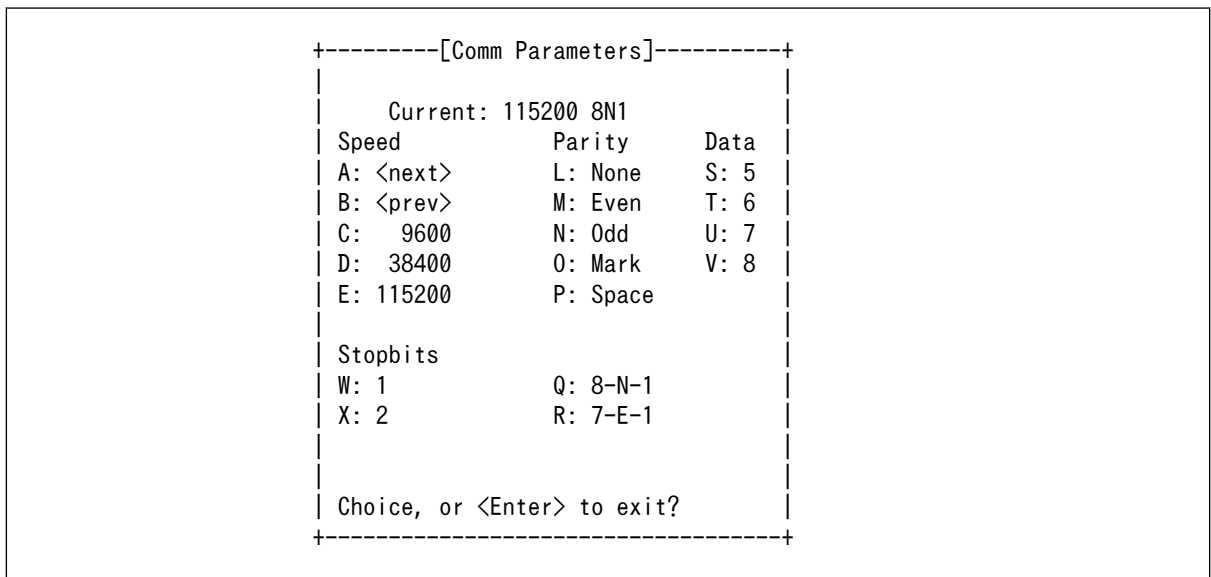 +---------[Comm Parameters]----------+
|                                    |
|     Current: 115200 8N1            |
| Speed            Parity      Data  |
| A: <next>        L: None     S: 5  |
| B: <prev>        M: Even     T: 6  |
| C:   9600        N: Odd      U: 7  |
| D:  38400        O: Mark     V: 8  |
| E: 115200        P: Space          |
|                                    |
| Stopbits                           |
| W: 1             Q: 8-N-1          |
| X: 2             R: 7-E-1          |
|                                    |
|                                    |
| Choice, or <Enter> to exit?        |
+------------------------------------+